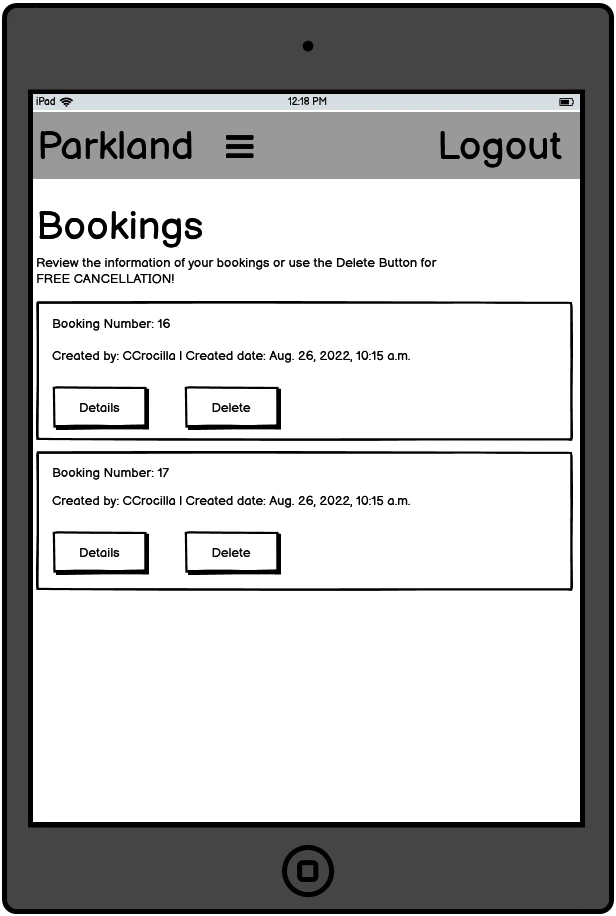 iPad 12:18 PM
Parkland Logout
Bookings
Review the information of your bookings or use the Delete Button for
FREE CANCELLATION!
Booking Number: 16
Created by: CCrocilla | Created date: Aug. 26, 2022, 10:15 a.m.
Details Delete
Booking Number: 17
Created by: CCrocilla | Created date: Aug. 26, 2022, 10:15 a.m.
Details Delete